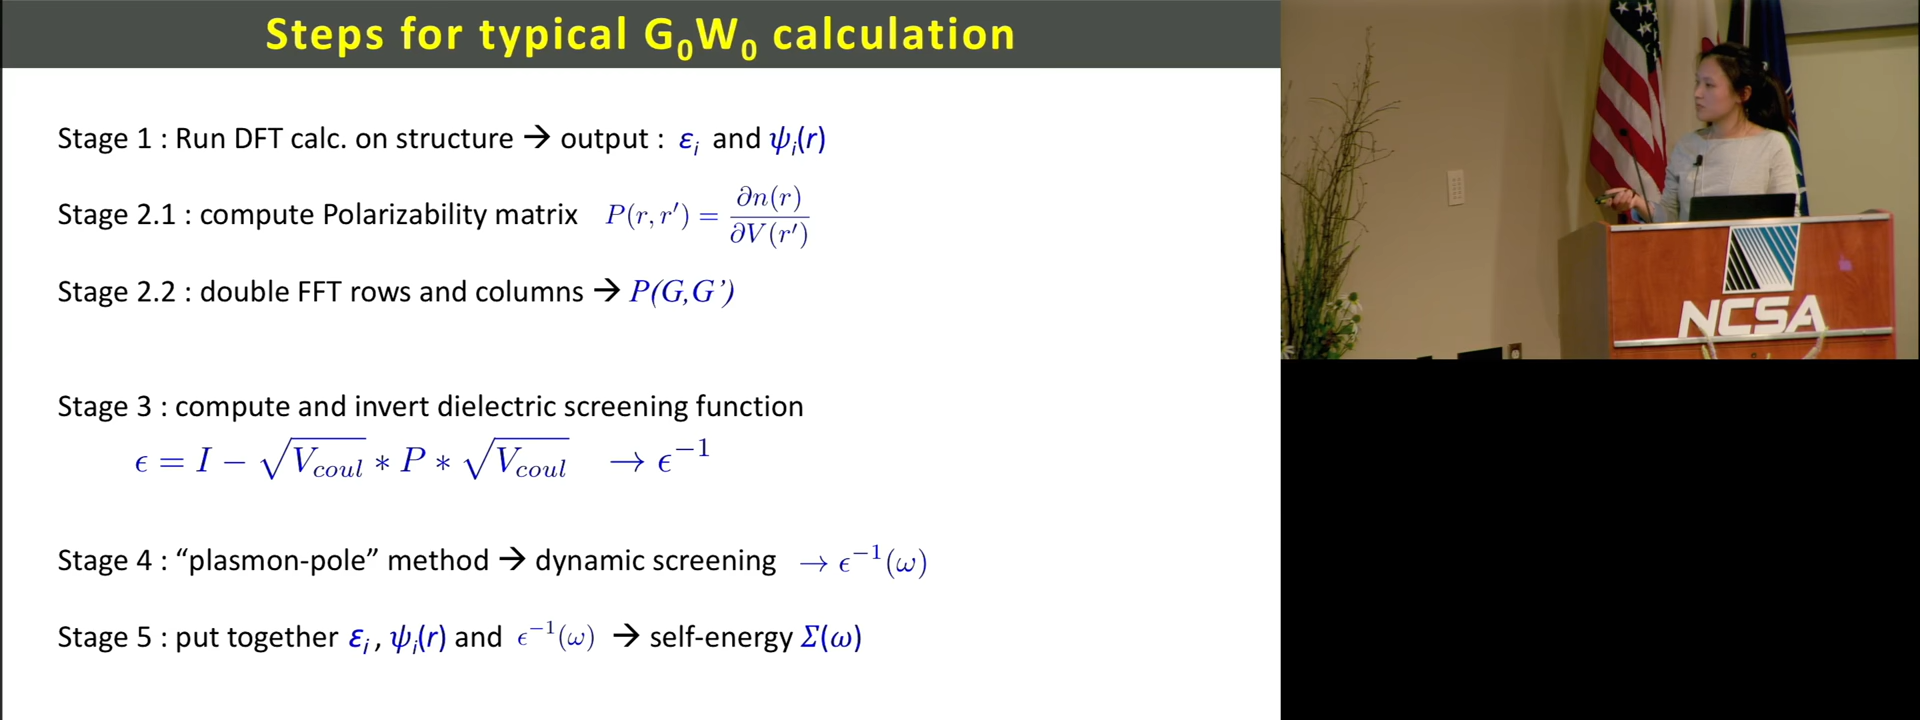 Steps for typical G₀W₀ calculation
Stage 1 : Run DFT calc. on structure → output : εᵢ and ψᵢ(r)
Stage 2.1 : compute Polarizability matrix P(r, r′) = ∂n(r)/∂V(r′)
Stage 2.2 : double FFT rows and columns → P(G,G’)
Stage 3 : compute and invert dielectric screening function
ϵ = I − √V_coul ∗ P ∗ √V_coul → ϵ⁻¹
Stage 4 : “plasmon-pole” method → dynamic screening → ϵ⁻¹(ω)
Stage 5 : put together εᵢ, ψᵢ(r) and ϵ⁻¹(ω) → self-energy Σ(ω)
NCSA